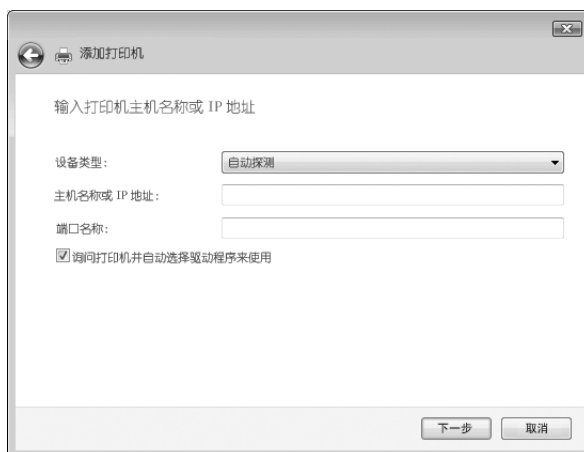 添加打印机
输入打印机主机名称或 IP 地址
设备类型:
自动探测
主机名称或 IP 地址:
端口名称:
询问打印机并自动选择驱动程序来使用
下一步
取消